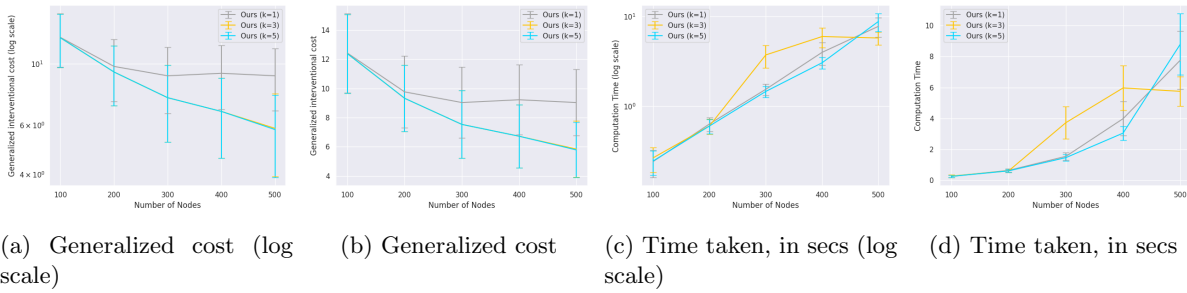 Generalized interventional cost (log scale)
10¹
6 × 10⁰
4 × 10⁰
Ours (k=1)
Ours (k=3)
Ours (k=5)
100 200 300 400 500
Number of Nodes
Generalized interventional cost
14
12
10
8
6
4
Ours (k=1)
Ours (k=3)
Ours (k=5)
100 200 300 400 500
Number of Nodes
Computation Time (log scale)
10¹
10⁰
Ours (k=1)
Ours (k=3)
Ours (k=5)
100 200 300 400 500
Number of Nodes
Computation Time
10
8
6
4
2
0
Ours (k=1)
Ours (k=3)
Ours (k=5)
100 200 300 400 500
Number of Nodes
(a) Generalized cost (log
scale)
(b) Generalized cost
(c) Time taken, in secs (log
scale)
(d) Time taken, in secs